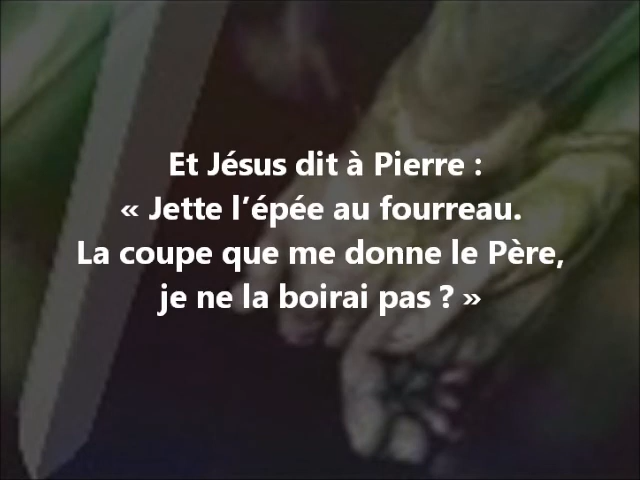 Et Jésus dit à Pierre :
« Jette l’épée au fourreau.
La coupe que me donne le Père,
je ne la boirai pas ? »